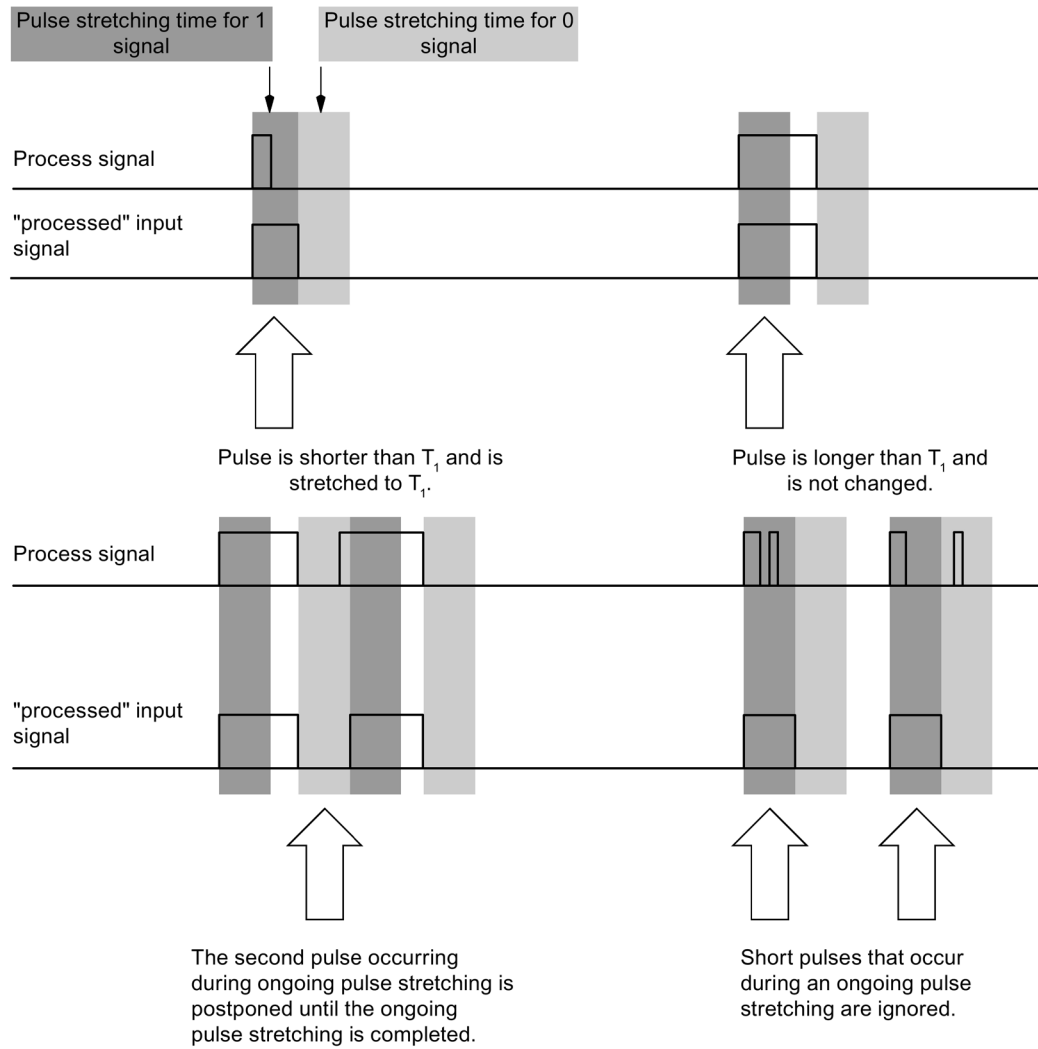 Pulse stretching time for 1
signal
Pulse stretching time for 0
signal
Process signal
"processed" input
signal
Pulse is shorter than T1 and is
stretched to T1.
Pulse is longer than T1 and
is not changed.
Process signal
"processed" input
signal
The second pulse occurring
during ongoing pulse stretching is
postponed until the ongoing
pulse stretching is completed.
Short pulses that occur
during an ongoing pulse
stretching are ignored.